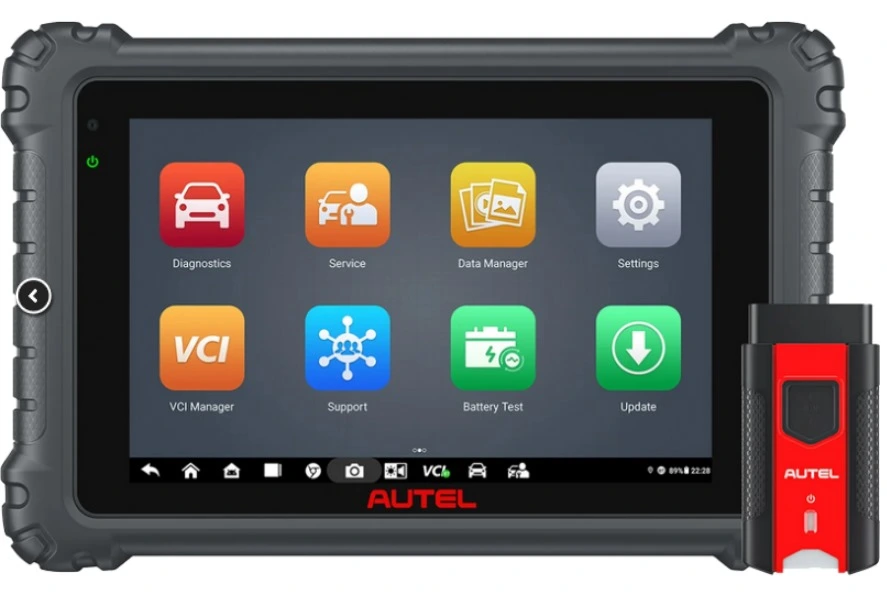 Diagnostics
Service
Data Manager
Settings
VCI
VCI Manager
Support
Battery Test
Update
VCI
89% 22:28
AUTEL
AUTEL